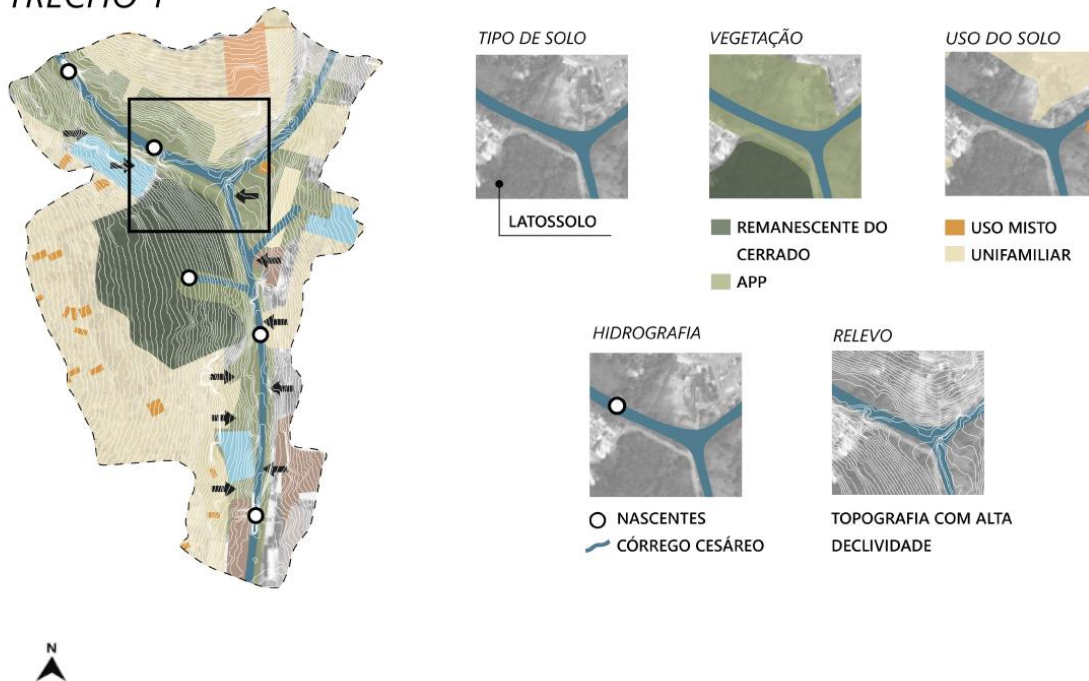 TRECHO 1
TIPO DE SOLO
LATOSSOLO
VEGETAÇÃO
REMANESCENTE DO
CERRADO
APP
USO DO SOLO
USO MISTO
UNIFAMILIAR
HIDROGRAFIA
NASCENTES
CÓRREGO CESÁREO
RELEVO
TOPOGRAFIA COM ALTA
DECLIVIDADE
N